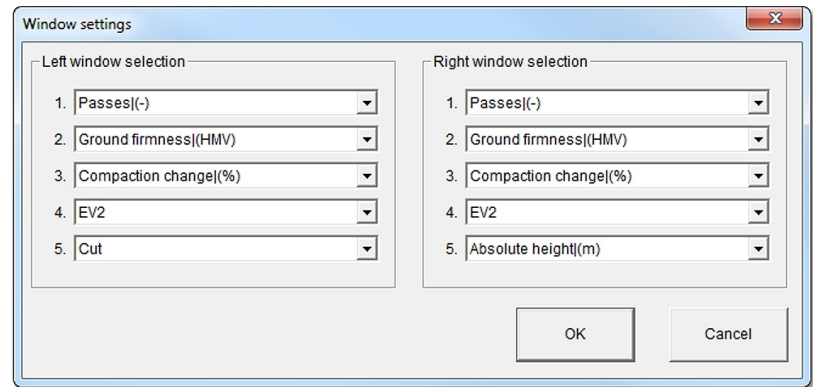 Window settings
Left window selection
1. Passes|(-)
2. Ground firmness|(HMV)
3. Compaction change|(%)
4. EV2
5. Cut
Right window selection
1. Passes|(-)
2. Ground firmness|(HMV)
3. Compaction change|(%)
4. EV2
5. Absolute height|(m)
OK
Cancel